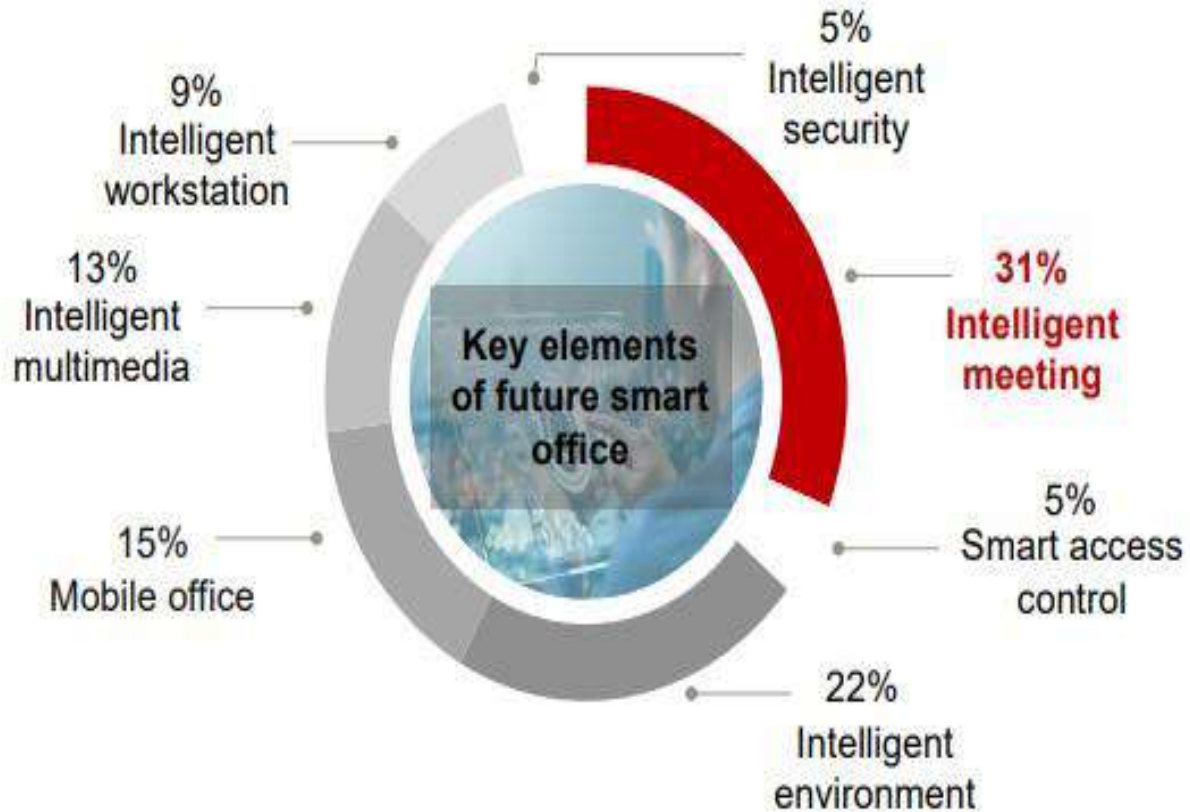 5%
Intelligent
security
31%
Intelligent
meeting
5%
Smart access
control
22%
Intelligent
environment
15%
Mobile office
13%
Intelligent
multimedia
9%
Intelligent
workstation
Key elements
of future smart
office